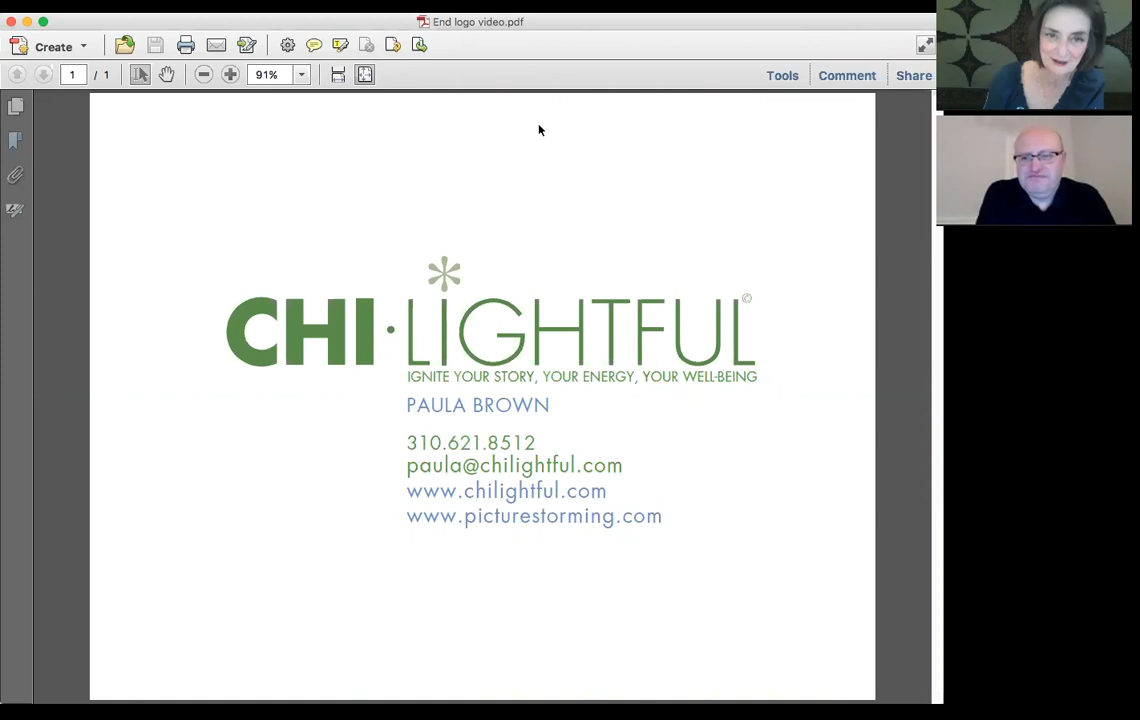 End logo video.pdf
Create
1 / 1
91%
Tools
Comment
Share
CHI·LIGHTFUL©
IGNITE YOUR STORY, YOUR ENERGY, YOUR WELL-BEING
PAULA BROWN
310.621.8512
paula@chilightful.com
www.chilightful.com
www.picturestorming.com